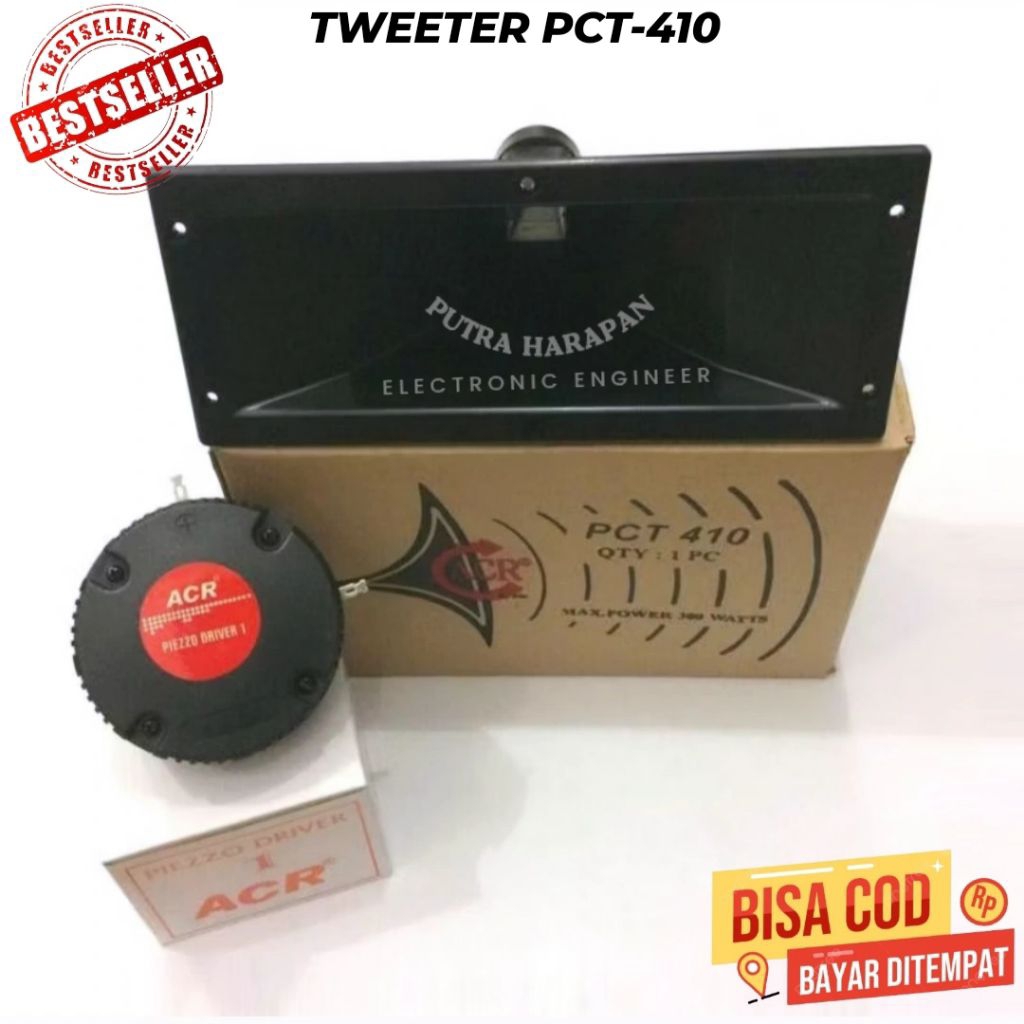 TWEETER PCT-410
BESTSELLER
BESTSELLER
BESTSELLER
PUTRA HARAPAN
ELECTRONIC ENGINEER
PCT 410
QTY : 1 PC
ACR®
MAX.POWER 300 WATTS
ACR®
PIEZZO DRIVER 1
PIEZZO DRIVER
1
ACR®
BISA COD
Rp
BAYAR DITEMPAT